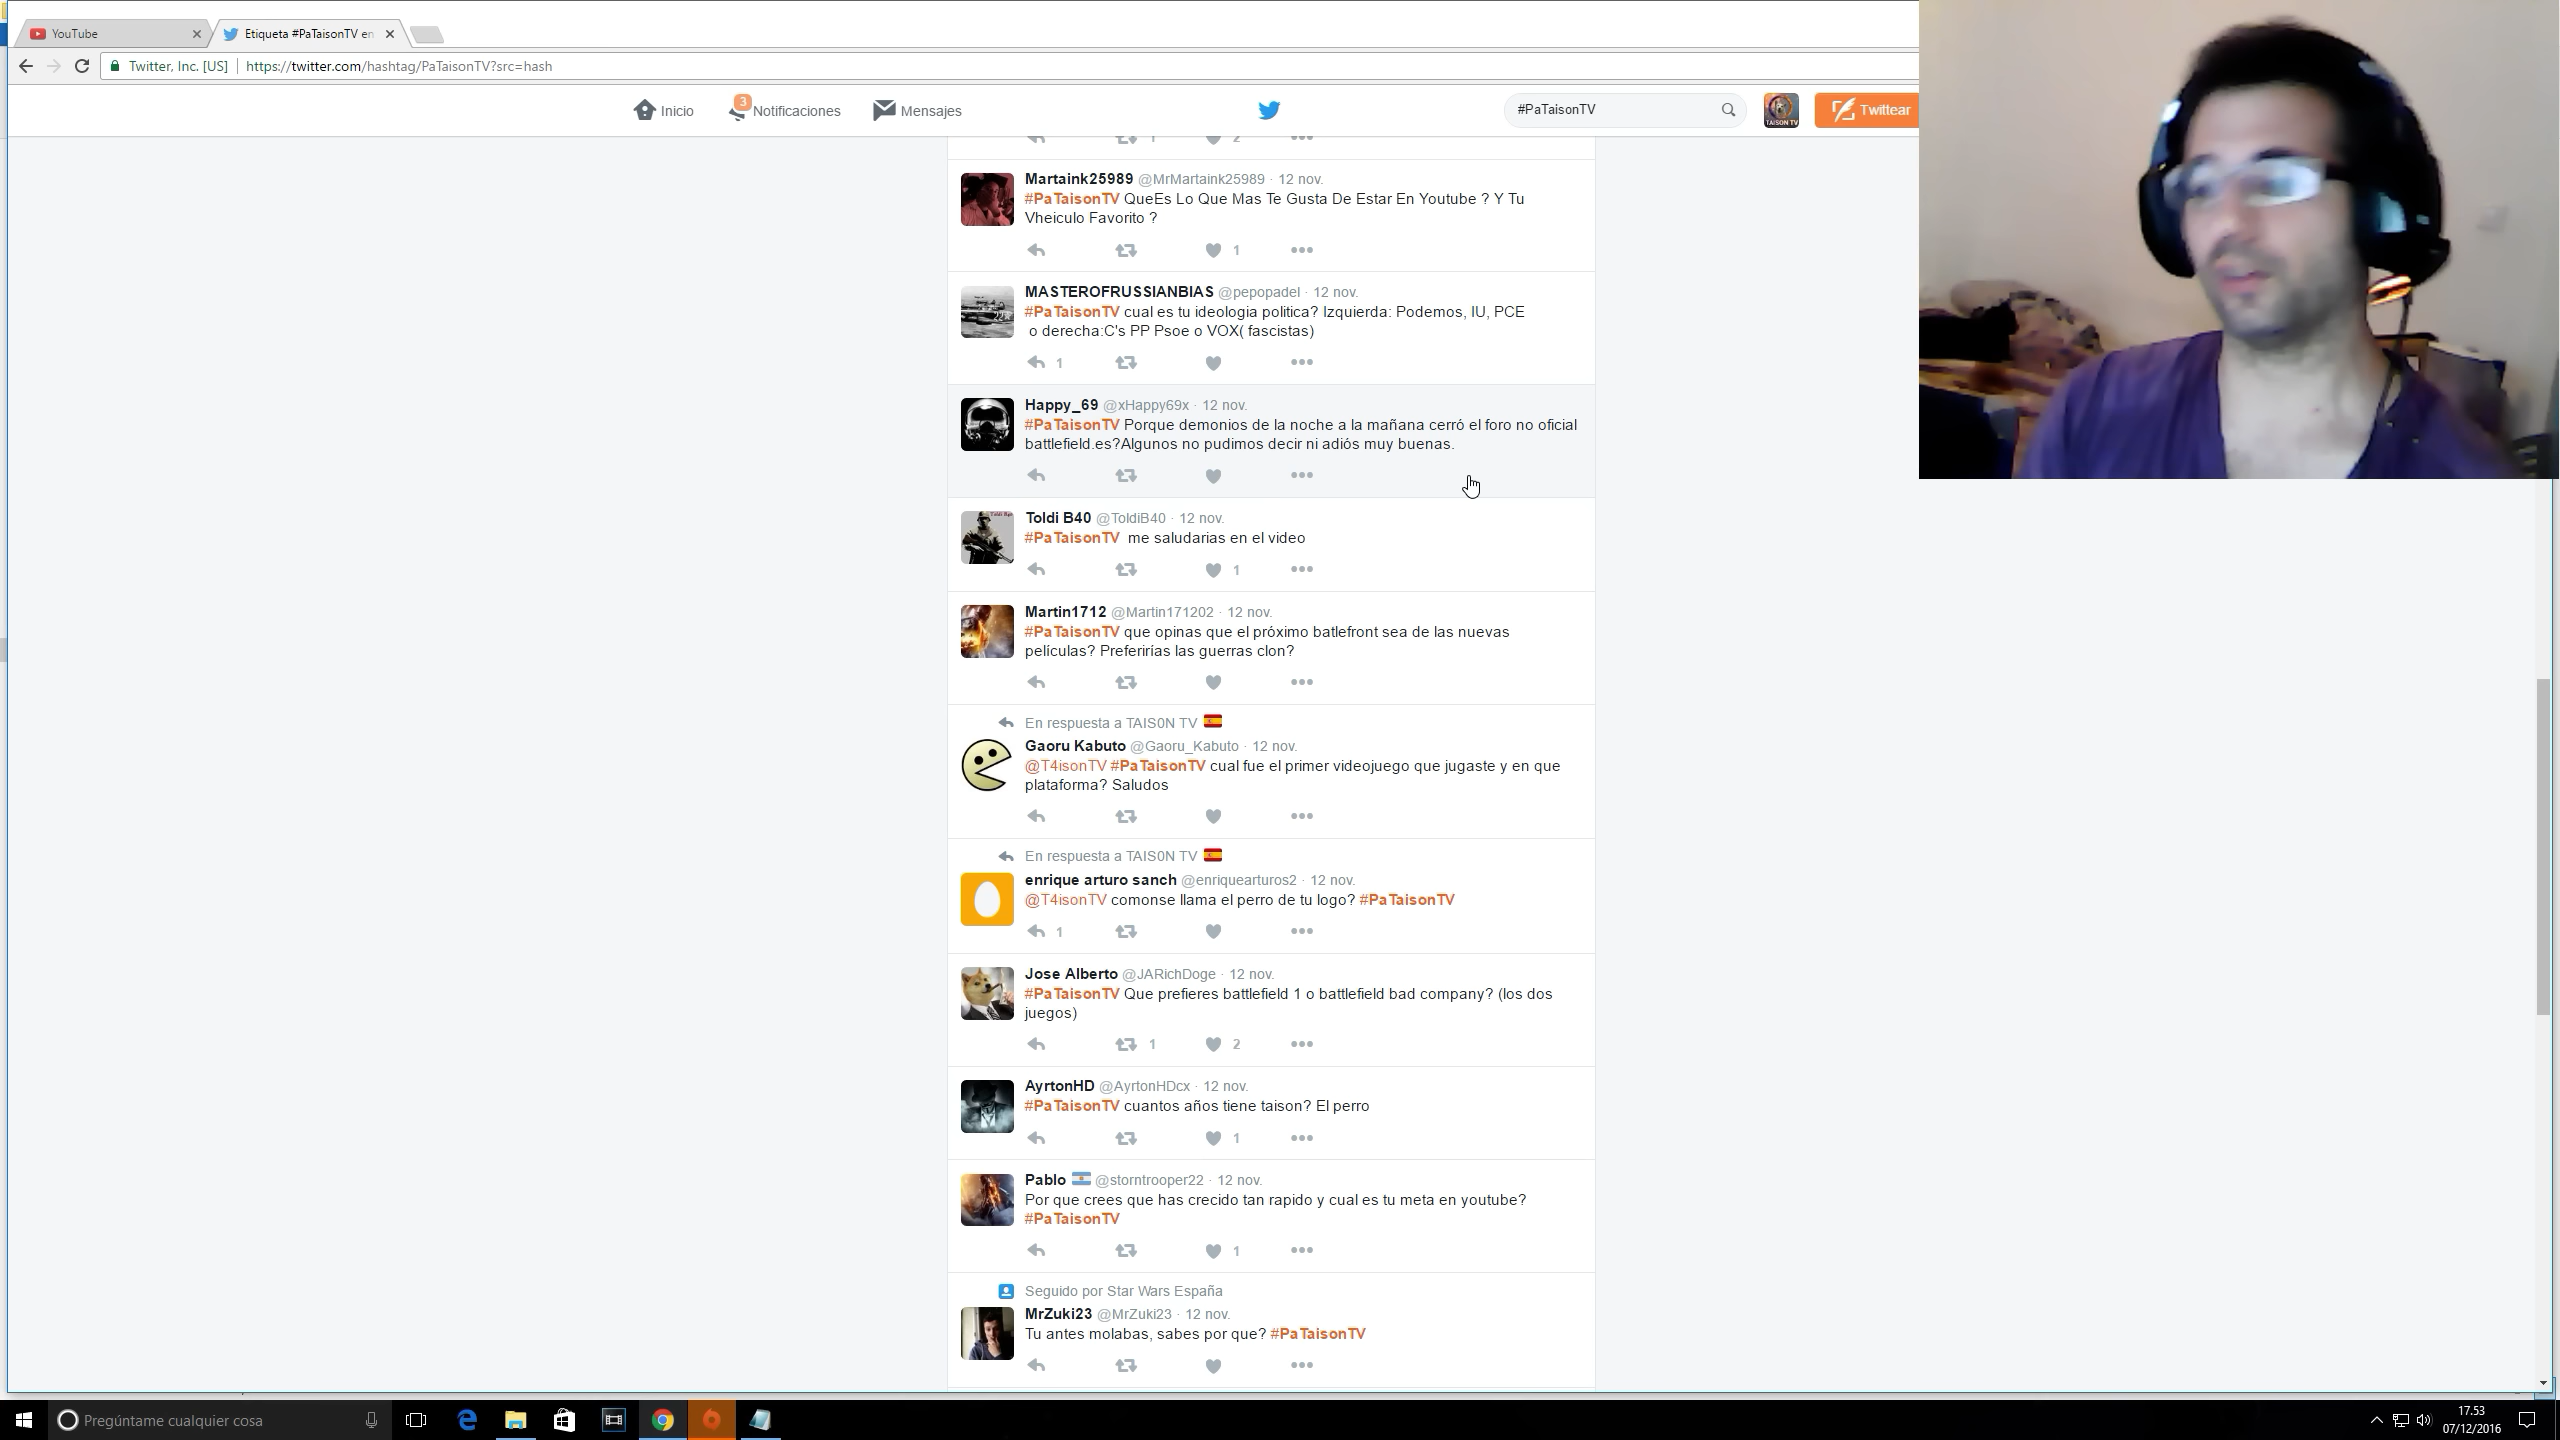 YouTube
Etiqueta #PaTaisonTV en
Twitter, Inc. [US] https://twitter.com/hashtag/PaTaisonTV?src=hash
Inicio 3 Notificaciones Mensajes #PaTaisonTV TAISON TV Twittear
1 2
Martaink25989 @MrMartaink25989 · 12 nov.
#PaTaisonTV QueEs Lo Que Mas Te Gusta De Estar En Youtube ? Y Tu
Vheiculo Favorito ?
1
MASTEROFRUSSIANBIAS @pepopadel · 12 nov.
#PaTaisonTV cual es tu ideologia politica? Izquierda: Podemos, IU, PCE
o derecha:C's PP Psoe o VOX( fascistas)
1
Happy_69 @xHappy69x · 12 nov.
#PaTaisonTV Porque demonios de la noche a la mañana cerró el foro no oficial
battlefield.es?Algunos no pudimos decir ni adiós muy buenas.
Toldi B40 @ToldiB40 · 12 nov.
#PaTaisonTV me saludarias en el video
1
Martin1712 @Martin171202 · 12 nov.
#PaTaisonTV que opinas que el próximo batlefront sea de las nuevas
películas? Preferirías las guerras clon?
En respuesta a TAIS0N TV
Gaoru Kabuto @Gaoru_Kabuto · 12 nov.
@T4isonTV #PaTaisonTV cual fue el primer videojuego que jugaste y en que
plataforma? Saludos
En respuesta a TAIS0N TV
enrique arturo sanch @enriquearturos2 · 12 nov.
@T4isonTV comonse llama el perro de tu logo? #PaTaisonTV
1
Jose Alberto @JARichDoge · 12 nov.
#PaTaisonTV Que prefieres battlefield 1 o battlefield bad company? (los dos
juegos)
1 2
AyrtonHD @AyrtonHDcx · 12 nov.
#PaTaisonTV cuantos años tiene taison? El perro
1
Pablo @storntrooper22 · 12 nov.
Por que crees que has crecido tan rapido y cual es tu meta en youtube?
#PaTaisonTV
1
Seguido por Star Wars España
MrZuki23 @MrZuki23 · 12 nov.
Tu antes molabas, sabes por que? #PaTaisonTV
Pregúntame cualquier cosa
17.53
07/12/2016